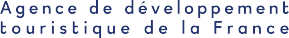 Agence de développement
touristique de la France